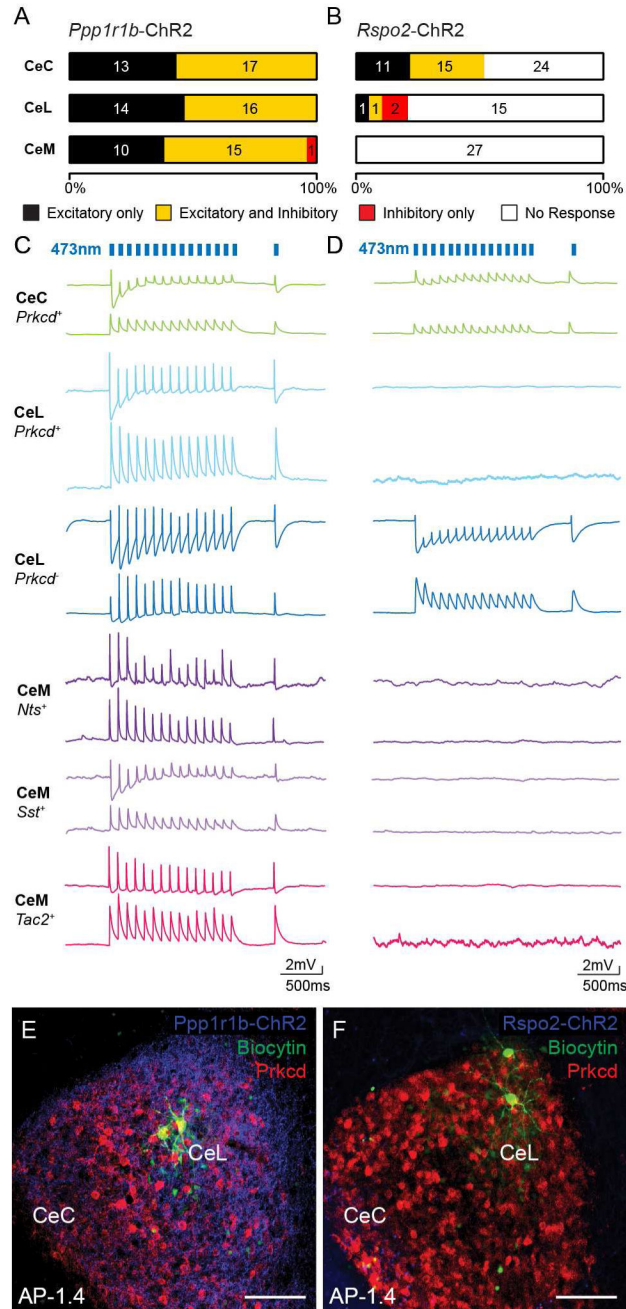 A
Ppp1r1b-ChR2
B
Rspo2-ChR2
CeC
13
17
11
15
24
CeL
14
16
1
1
2
15
CeM
10
15
1
27
0%
100%
0%
100%
Excitatory only
Excitatory and Inhibitory
Inhibitory only
No Response
C
473nm
D
473nm
CeC
Prkcd⁺
CeL
Prkcd⁺
CeL
Prkcd⁻
CeM
Nts⁺
CeM
Sst⁺
CeM
Tac2⁺
2mV
500ms
2mV
500ms
E
Ppp1r1b-ChR2
Biocytin
Prkcd
CeL
CeC
AP-1.4
F
Rspo2-ChR2
Biocytin
Prkcd
CeL
CeC
AP-1.4